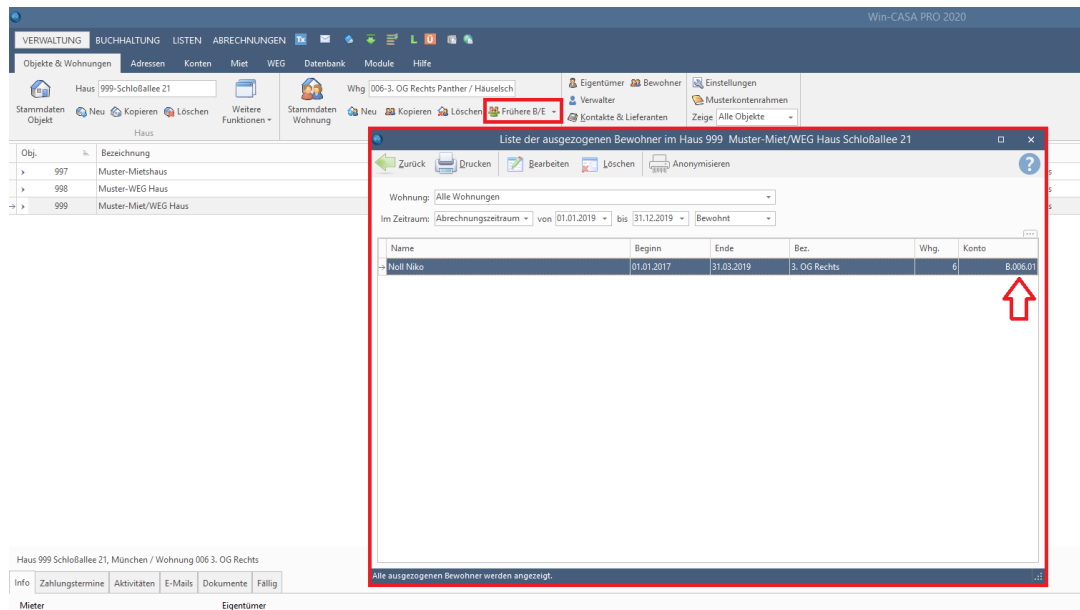 Win-CASA PRO 2020
VERWALTUNG BUCHHALTUNG LISTEN ABRECHNUNGEN Tx L U
Objekte & Wohnungen Adressen Konten Miet WEG Datenbank Module Hilfe
Haus 999-Schloßallee 21
Whg 006-3. OG Rechts Panther / Häuselsch
Eigentümer Bewohner Einstellungen
Verwalter Musterkontenrahmen
Stammdaten Objekt Neu Kopieren Löschen Weitere Funktionen
Stammdaten Wohnung Neu Kopieren Löschen Frühere B/E
Kontakte & Lieferanten Zeige Alle Objekte
Haus
Liste der ausgezogenen Bewohner im Haus 999 Muster-Miet/WEG Haus Schloßallee 21
Zurück Drucken Bearbeiten Löschen Anonymisieren ?
Obj. Bezeichnung
997 Muster-Mietshaus
998 Muster-WEG Haus
999 Muster-Miet/WEG Haus
Wohnung: Alle Wohnungen
Im Zeitraum: Abrechnungszeitraum von 01.01.2019 bis 31.12.2019 Bewohnt
Name Beginn Ende Bez. Whg. Konto
Noll Niko 01.01.2017 31.03.2019 3. OG Rechts 6 B.006.01
Alle ausgezogenen Bewohner werden angezeigt.
Haus 999 Schloßallee 21, München / Wohnung 006 3. OG Rechts
Info Zahlungstermine Aktivitäten E-Mails Dokumente Fällig
Mieter Eigentümer